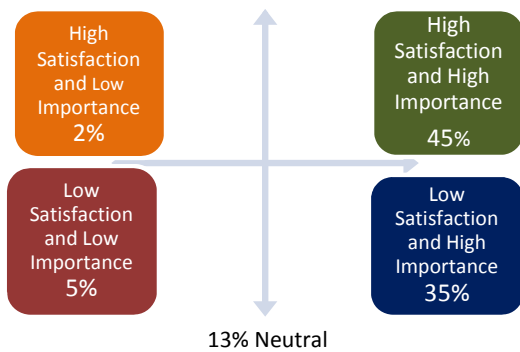 High
Satisfaction
and Low
Importance
2%
High
Satisfaction
and High
Importance
45%
Low
Satisfaction
and Low
Importance
5%
Low
Satisfaction
and High
Importance
35%
13% Neutral